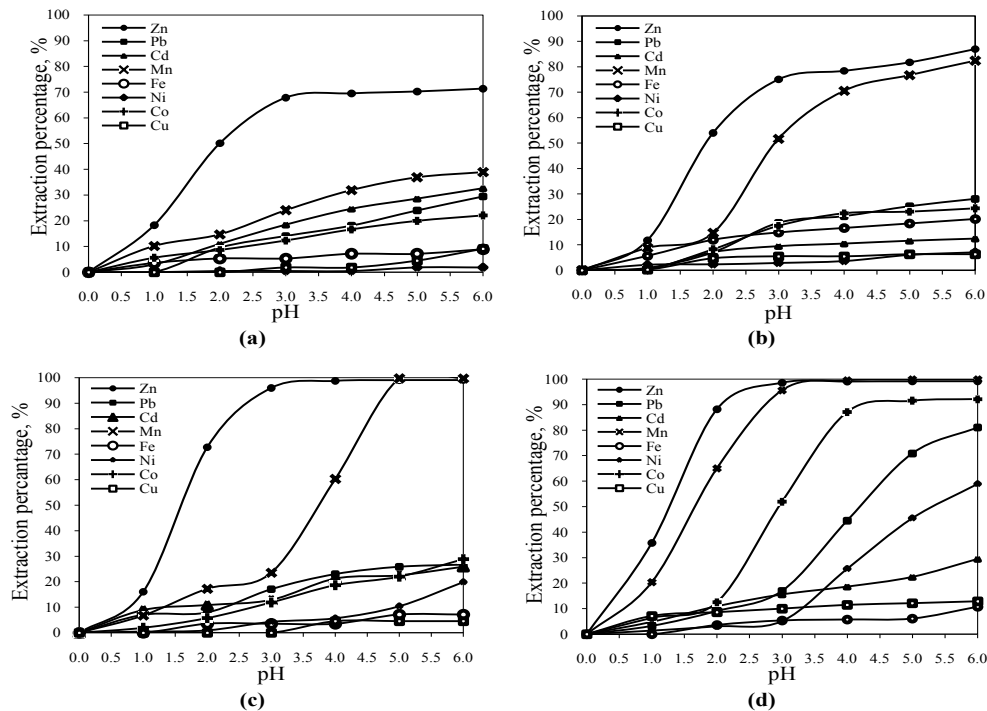 100
90
80
70
60
50
40
30
20
10
0
Extraction percentage, %
Zn
Pb
Cd
Mn
Fe
Ni
Co
Cu
0.0 0.5 1.0 1.5 2.0 2.5 3.0 3.5 4.0 4.5 5.0 5.5 6.0
pH
(a)
100
90
80
70
60
50
40
30
20
10
0
Extraction percentage, %
Zn
Pb
Cd
Mn
Fe
Ni
Co
Cu
0.0 0.5 1.0 1.5 2.0 2.5 3.0 3.5 4.0 4.5 5.0 5.5 6.0
pH
(b)
100
90
80
70
60
50
40
30
20
10
0
Extraction percantage, %
Zn
Pb
Cd
Mn
Fe
Ni
Co
Cu
0.0 0.5 1.0 1.5 2.0 2.5 3.0 3.5 4.0 4.5 5.0 5.5 6.0
pH
(c)
100
90
80
70
60
50
40
30
20
10
0
Extraction percentage, %
Zn
Pb
Cd
Mn
Fe
Ni
Co
Cu
0.0 0.5 1.0 1.5 2.0 2.5 3.0 3.5 4.0 4.5 5.0 5.5 6.0
pH
(d)